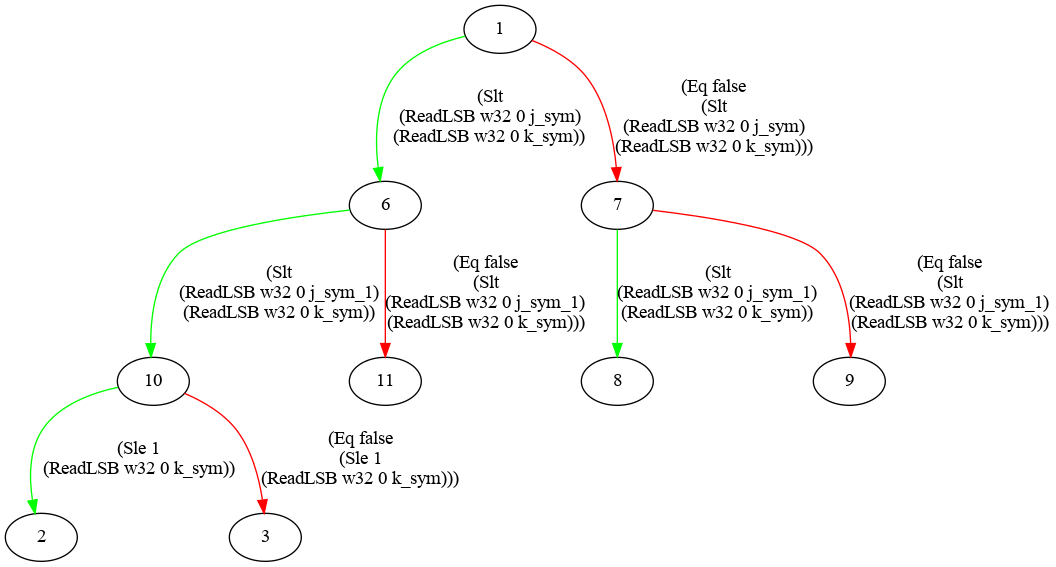 1
(Slt
(ReadLSB w32 0 j_sym)
(ReadLSB w32 0 k_sym))
(Eq false
(Slt
(ReadLSB w32 0 j_sym)
(ReadLSB w32 0 k_sym)))
6
7
(Slt
(ReadLSB w32 0 j_sym_1)
(ReadLSB w32 0 k_sym))
(Eq false
(Slt
(ReadLSB w32 0 j_sym_1)
(ReadLSB w32 0 k_sym)))
(Slt
(ReadLSB w32 0 j_sym_1)
(ReadLSB w32 0 k_sym))
(Eq false
(Slt
(ReadLSB w32 0 j_sym_1)
(ReadLSB w32 0 k_sym)))
10
11
8
9
(Sle 1
(ReadLSB w32 0 k_sym))
(Eq false
(Sle 1
(ReadLSB w32 0 k_sym)))
2
3